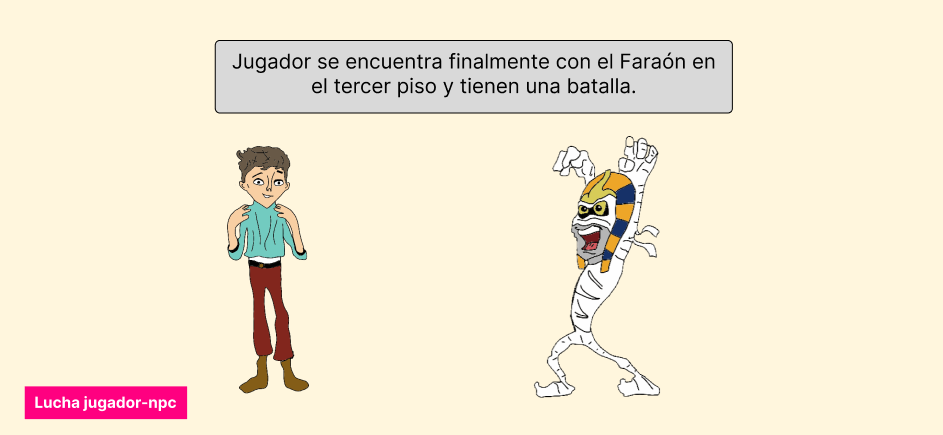 Jugador se encuentra finalmente con el Faraón en
el tercer piso y tienen una batalla.
Lucha jugador-npc